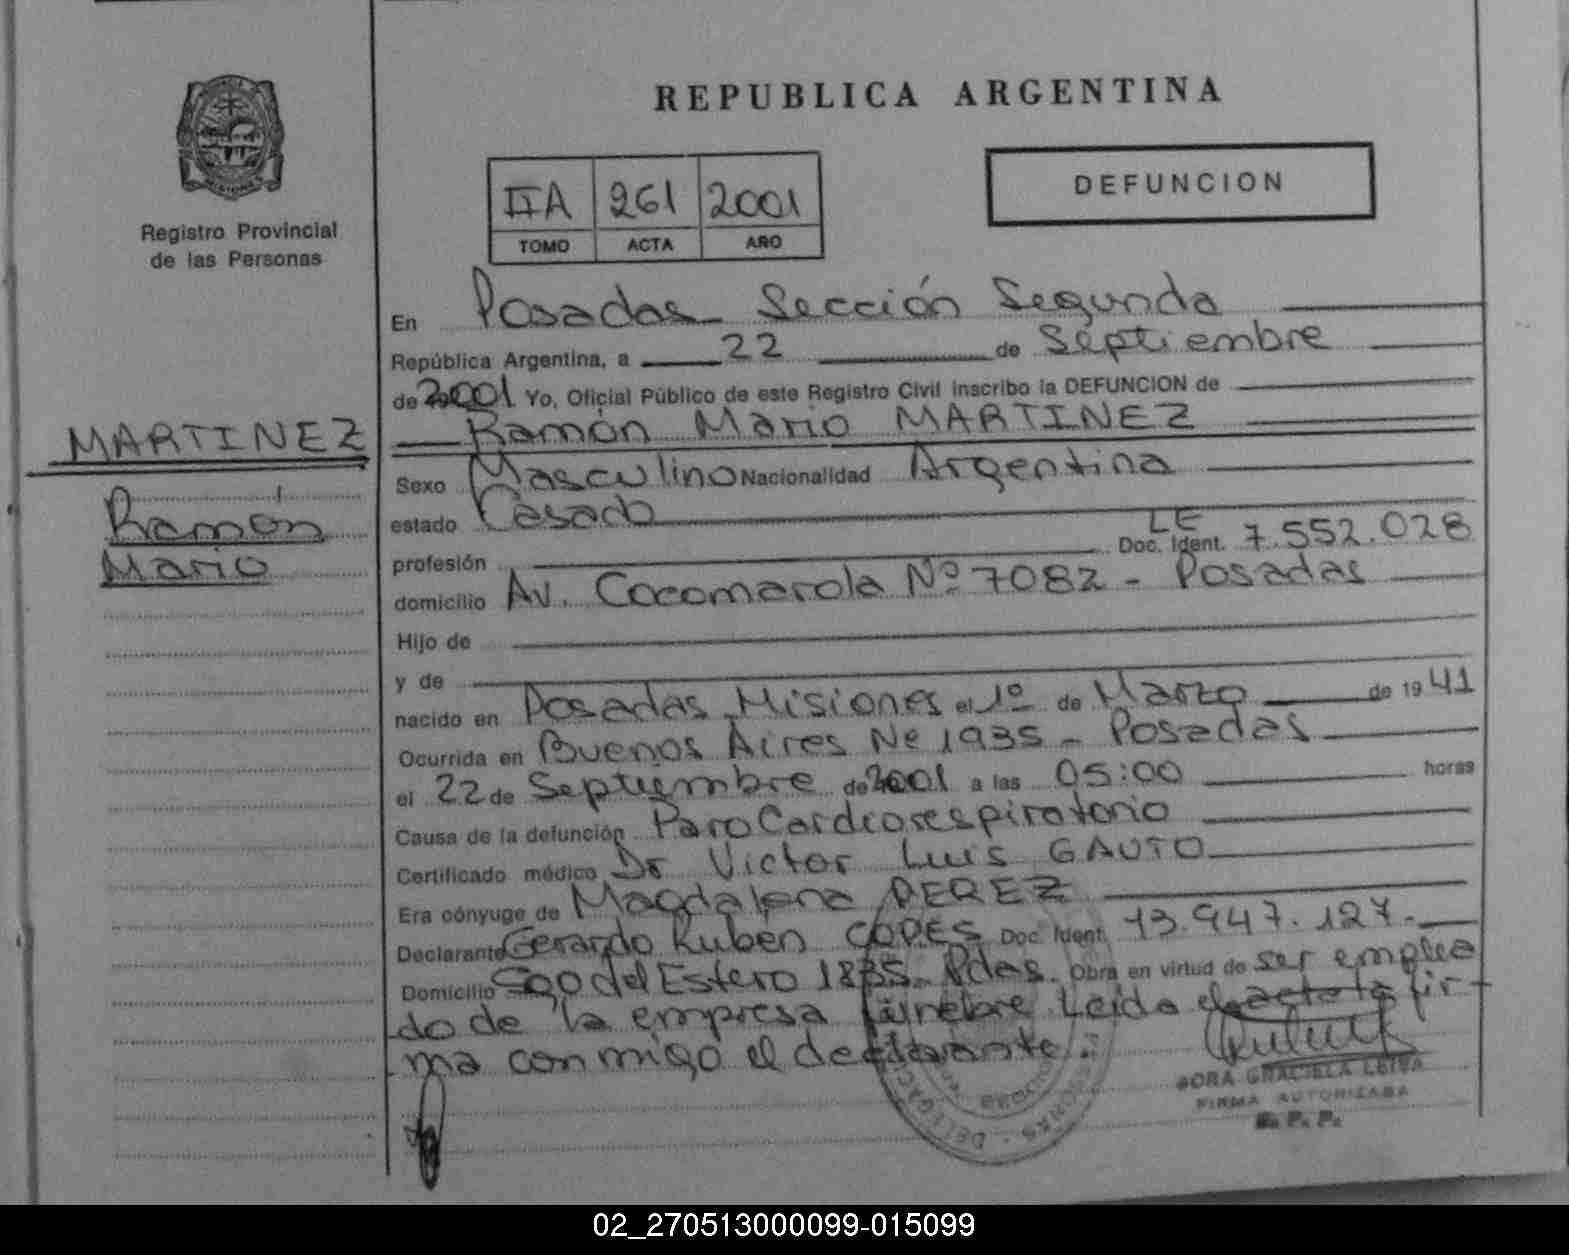 REPUBLICA ARGENTINA
DEFUNCION
IIA 261 2001
TOMO ACTA AÑO
Registro Provincial
de las Personas
MARTINEZ
Ramón
Mario
En Posadas Sección Segunda
República Argentina, a 22 de Septiembre
de 2001 Yo, Oficial Público de este Registro Civil inscribo la DEFUNCION de
Ramón Mario MARTINEZ
Sexo Masculino Nacionalidad Argentina
estado Casado
profesión Doc. Ident. LE 7.552.028
domicilio Av. Cocomarola Nº 7082 - Posadas
Hijo de
y de
nacido en Posadas Misiones el 1º de Marzo de 1941
Ocurrida en Buenos Aires Nº 1935 - Posadas
el 22 de Septiembre de 2001 a las 05:00 horas
Causa de la defunción Paro Cardiorespiratorio
Certificado médico Dr Victor Luis GAUTO
Era cónyuge de Magdalena PEREZ
Declarante Gerardo Ruben COPES Doc. Ident. 13.947.127.-
Domicilio Sgo del Estero 1835 - Pdas. Obra en virtud de ser emplea
do de la empresa fúnebre Leída el acta la fir-
ma conmigo el declarante.
GRACIELA LEIVA
FIRMA AUTORIZADA
R. P. P.
02_270513000099-015099